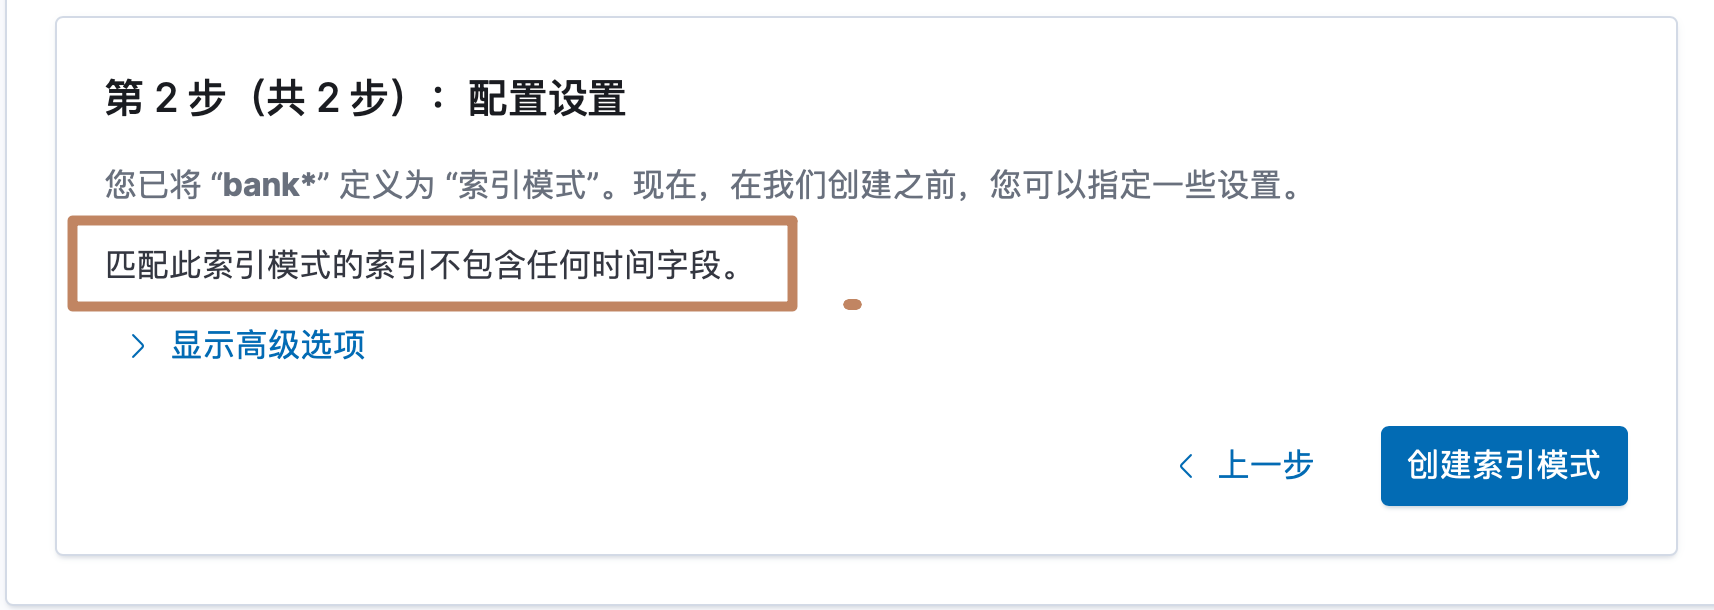 第 2 步（共 2 步）：配置设置
您已将 “bank*” 定义为 “索引模式”。现在，在我们创建之前，您可以指定一些设置。
匹配此索引模式的索引不包含任何时间字段。
显示高级选项
上一步
创建索引模式